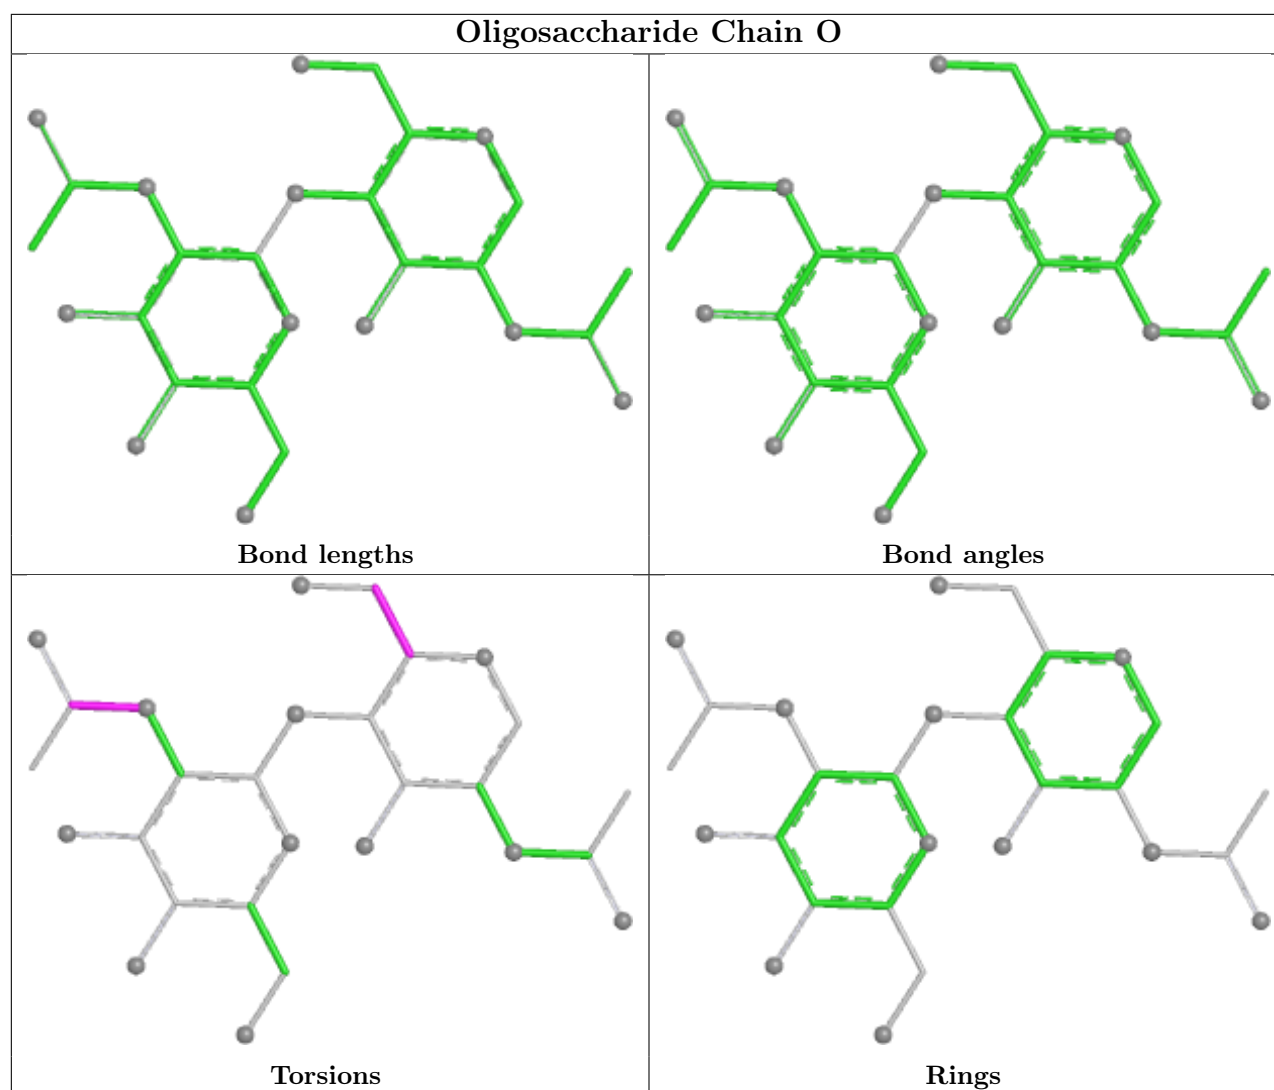 Oligosaccharide Chain O
Bond lengths
Bond angles
Torsions
Rings